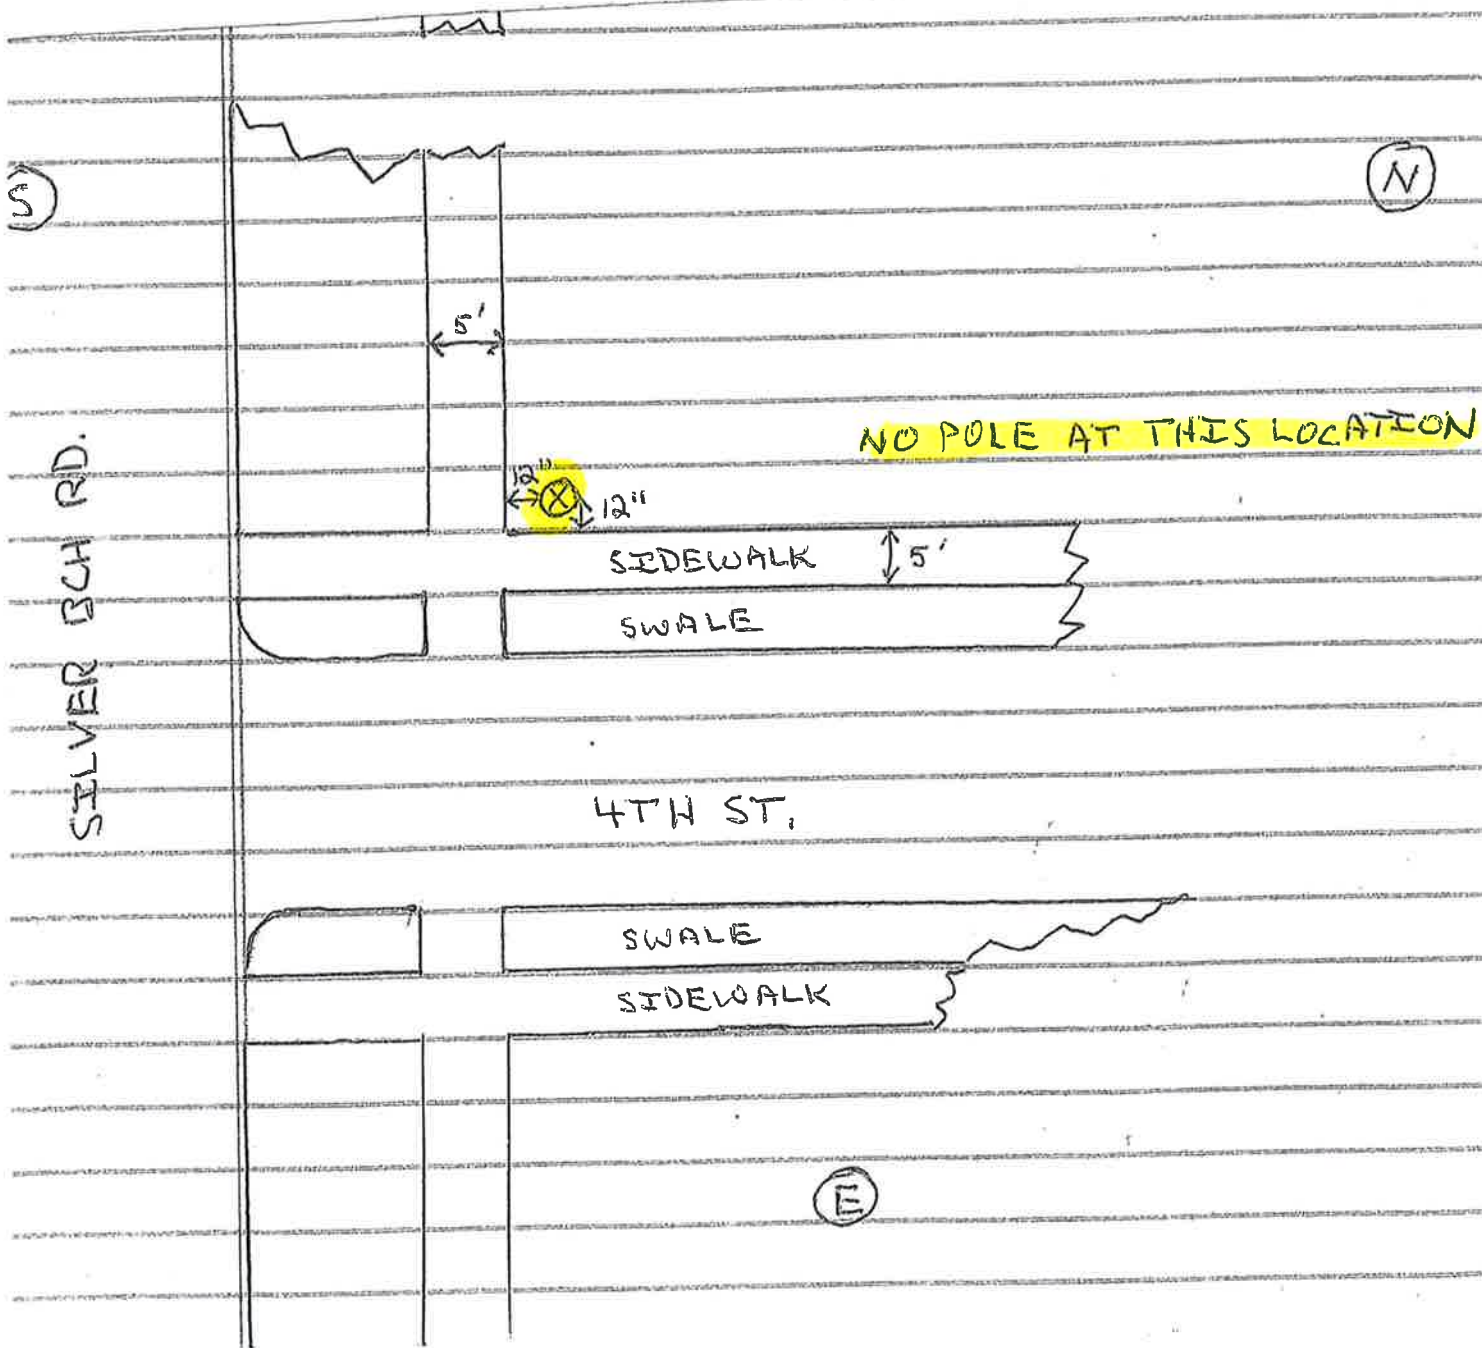 S
N
5'
NO POLE AT THIS LOCATION
12"
X
12"
SIDEWALK
5'
SWALE
SILVER BCH RD.
4TH ST.
SWALE
SIDEWALK
E